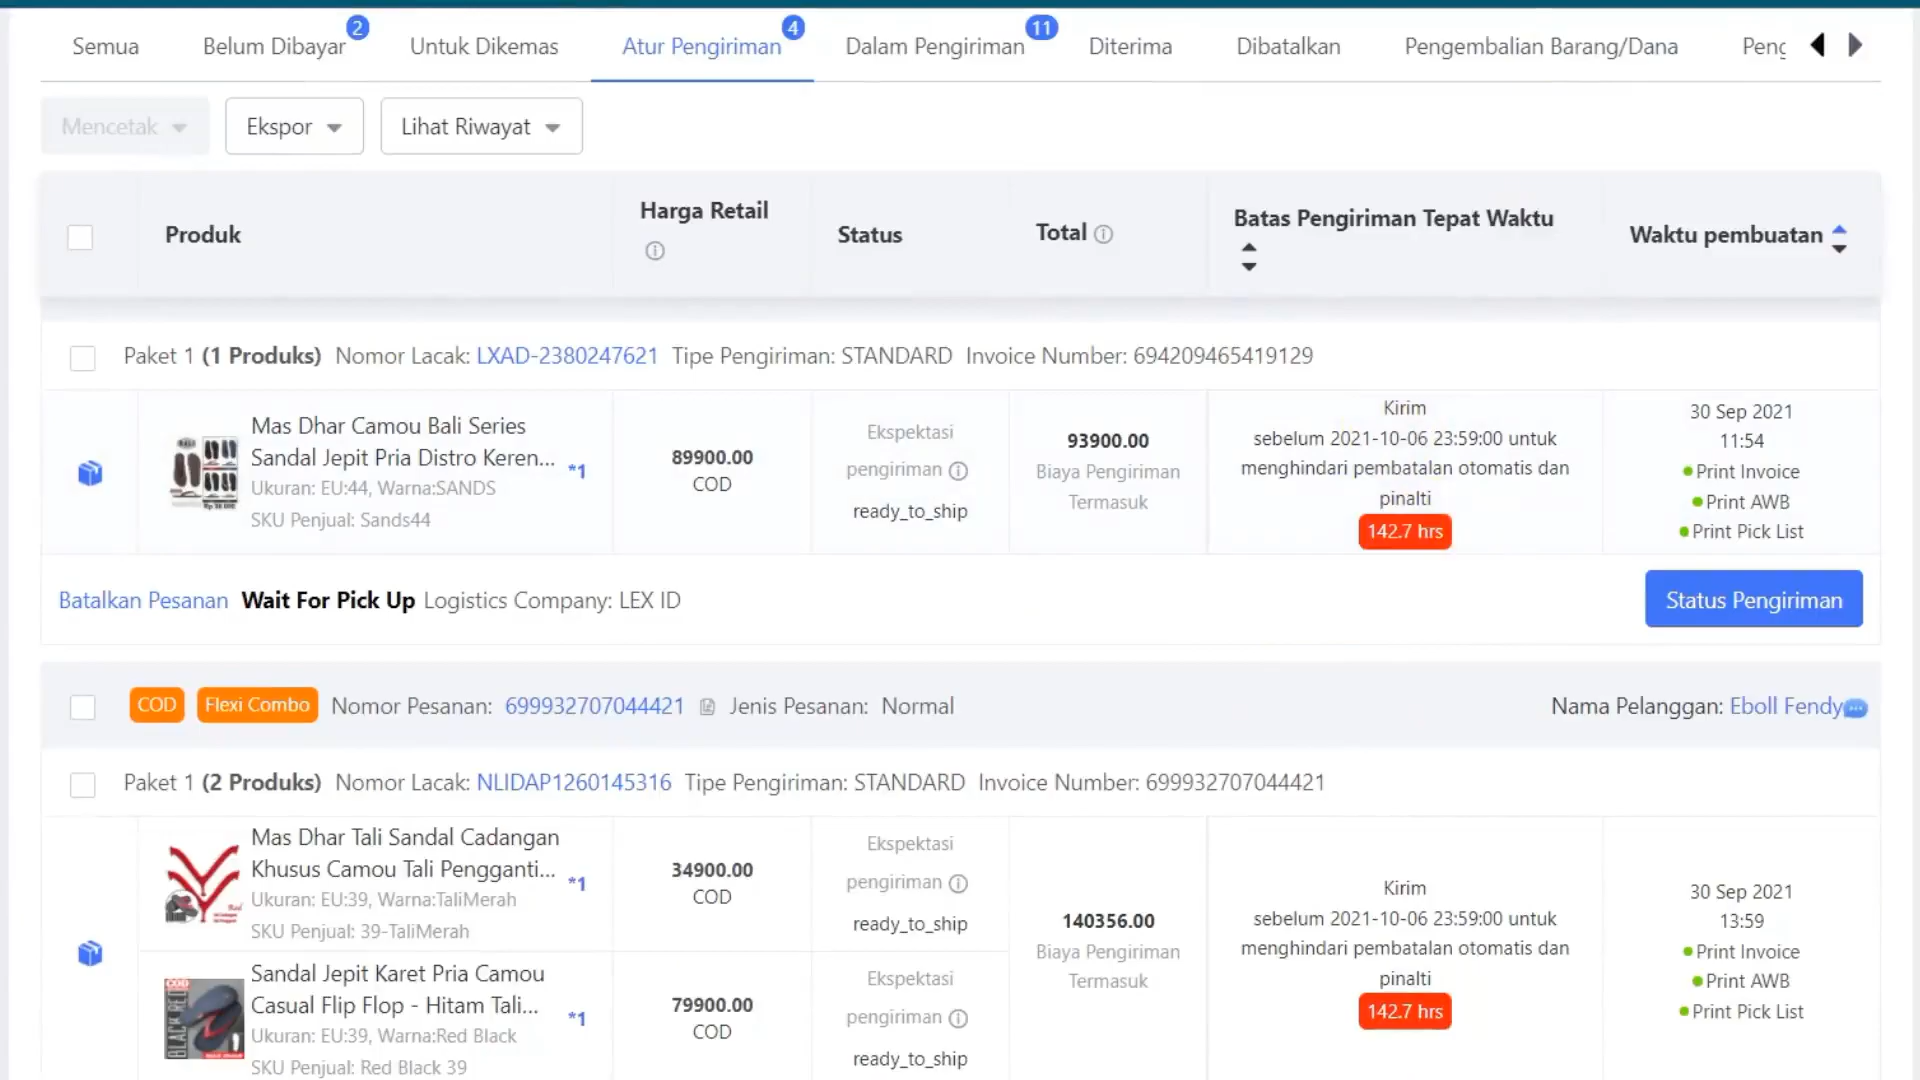 Semua
Belum Dibayar 2
Untuk Dikemas
Atur Pengiriman 4
Dalam Pengiriman 11
Diterima
Dibatalkan
Pengembalian Barang/Dana
Peng
Mencetak
Ekspor
Lihat Riwayat
Produk
Harga Retail
Status
Total
Batas Pengiriman Tepat Waktu
Waktu pembuatan
Paket 1 (1 Produks) Nomor Lacak: LXAD-2380247621 Tipe Pengiriman: STANDARD Invoice Number: 694209465419129
Mas Dhar Camou Bali Series
Sandal Jepit Pria Distro Keren...
Ukuran: EU:44, Warna:SANDS
SKU Penjual: Sands44
*1
89900.00
COD
Ekspektasi
pengiriman
ready_to_ship
93900.00
Biaya Pengiriman
Termasuk
Kirim
sebelum 2021-10-06 23:59:00 untuk
menghindari pembatalan otomatis dan
pinalti
142.7 hrs
30 Sep 2021
11:54
Print Invoice
Print AWB
Print Pick List
Batalkan Pesanan Wait For Pick Up Logistics Company: LEX ID
Status Pengiriman
COD Flexi Combo Nomor Pesanan: 699932707044421 Jenis Pesanan: Normal
Nama Pelanggan: Eboll Fendy
Paket 1 (2 Produks) Nomor Lacak: NLIDAP1260145316 Tipe Pengiriman: STANDARD Invoice Number: 699932707044421
Mas Dhar Tali Sandal Cadangan
Khusus Camou Tali Pengganti...
Ukuran: EU:39, Warna:TaliMerah
SKU Penjual: 39-TaliMerah
*1
34900.00
COD
Ekspektasi
pengiriman
ready_to_ship
140356.00
Biaya Pengiriman
Termasuk
Kirim
sebelum 2021-10-06 23:59:00 untuk
menghindari pembatalan otomatis dan
pinalti
142.7 hrs
30 Sep 2021
13:59
Print Invoice
Print AWB
Print Pick List
COD
BLACK RED
Sandal Jepit Karet Pria Camou
Casual Flip Flop - Hitam Tali...
Ukuran: EU:39, Warna:Red Black
SKU Penjual: Red Black 39
*1
79900.00
COD
Ekspektasi
pengiriman
ready_to_ship